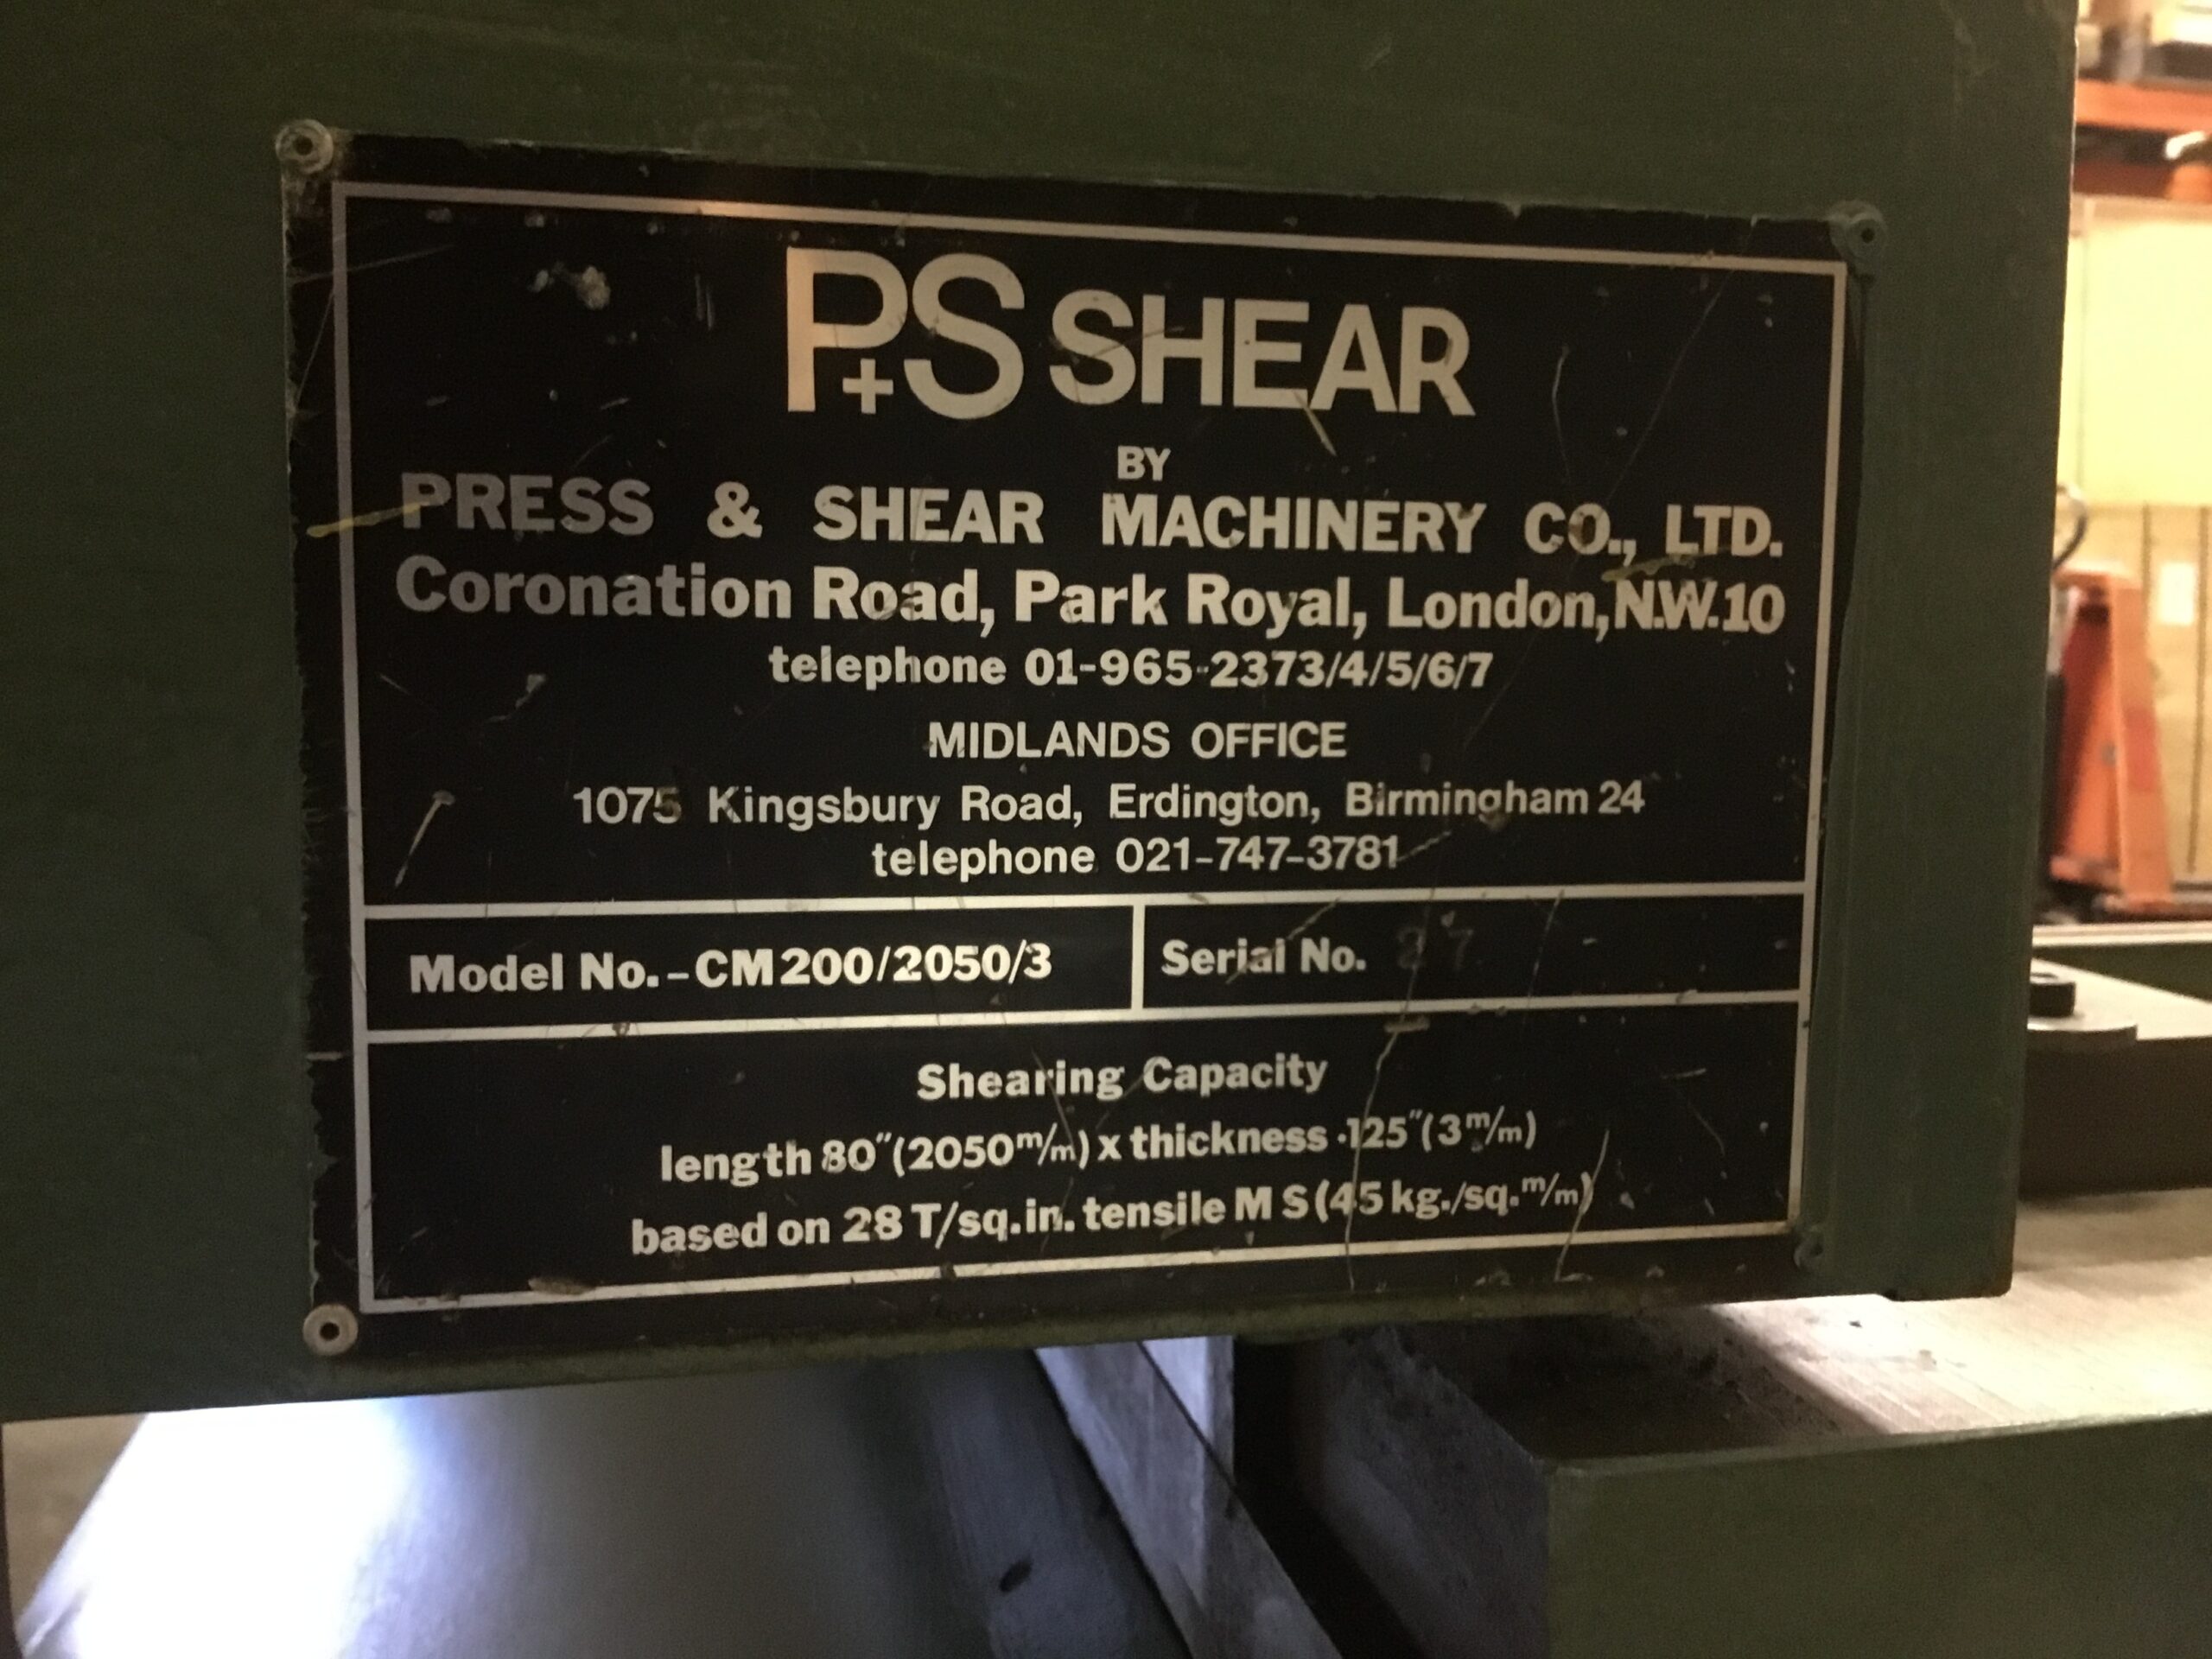 P+S SHEAR
BY
PRESS & SHEAR MACHINERY CO., LTD.
Coronation Road, Park Royal, London, N.W.10
telephone 01-965-2373/4/5/6/7
MIDLANDS OFFICE
1075 Kingsbury Road, Erdington, Birmingham 24
telephone 021-747-3781
Model No.-CM200/2050/3
Serial No.
Shearing Capacity
length 80"(2050m/m) x thickness .125"(3m/m)
based on 28 T/sq.in. tensile M S (45 kg./sq.m/m)